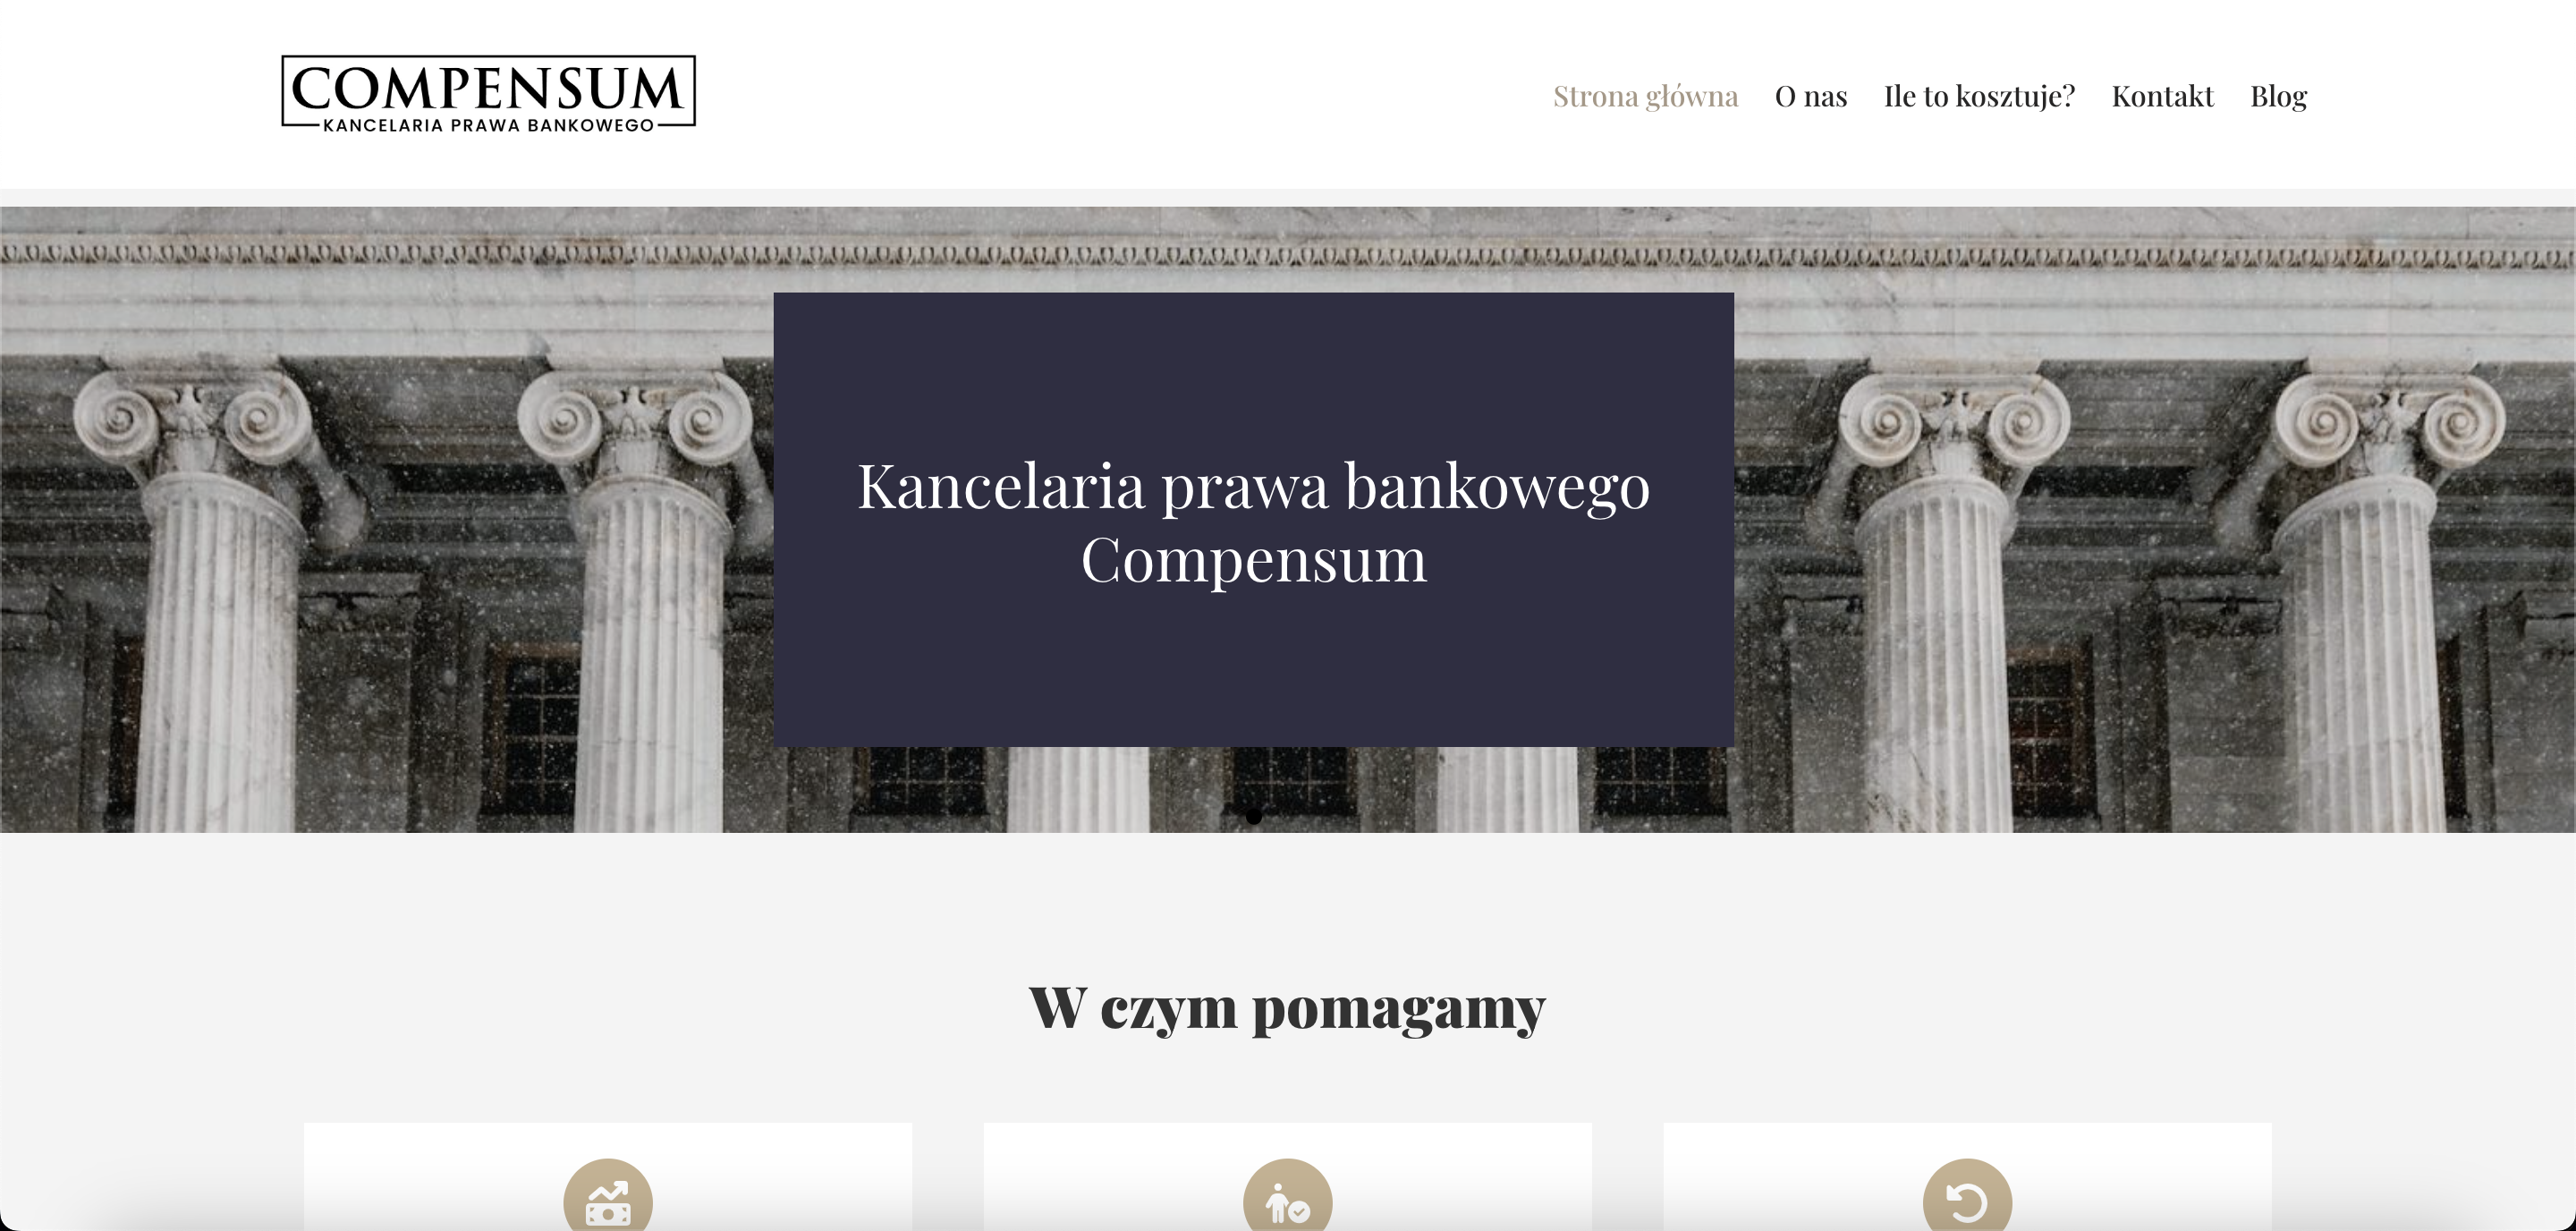 COMPENSUM
KANCELARIA PRAWA BANKOWEGO
Strona główna O nas Ile to kosztuje? Kontakt Blog
Kancelaria prawa bankowego
Compensum
W czym pomagamy